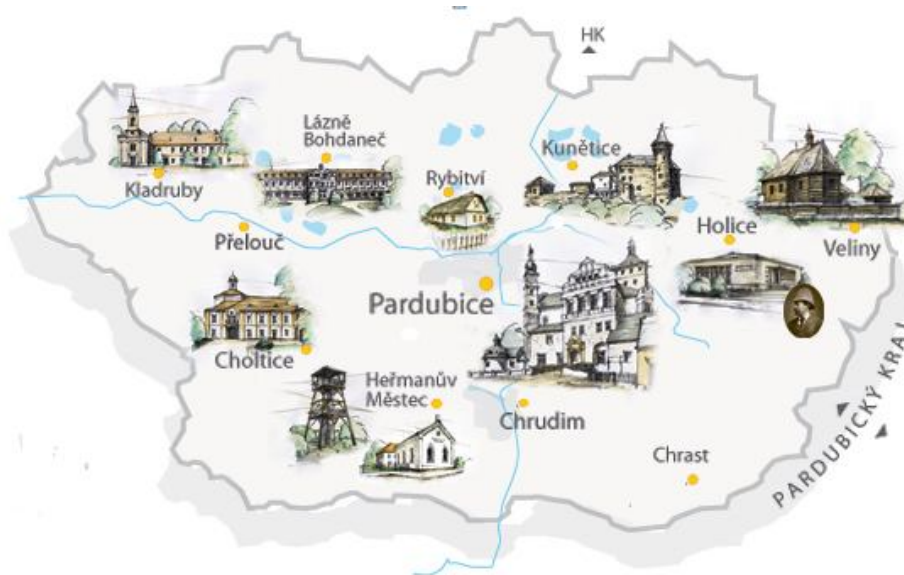 HK
Lázně
Bohdaneč
Kunětice
Kladruby
Rybitví
Holice
Přelouč
Veliny
Pardubice
Choltice
Heřmanův
Městec
Chrudim
Chrast
PARDUBICKÝ KRAJ